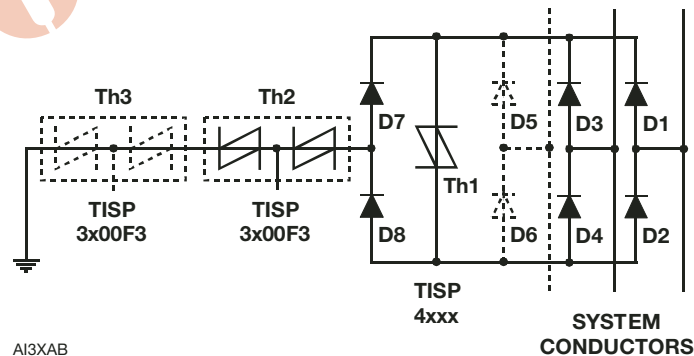 Th3
Th2
D7
D5
D3
D1
Th1
TISP
3x00F3
TISP
3x00F3
D8
D6
D4
D2
TISP
4xxx
SYSTEM
CONDUCTORS
AI3XAB